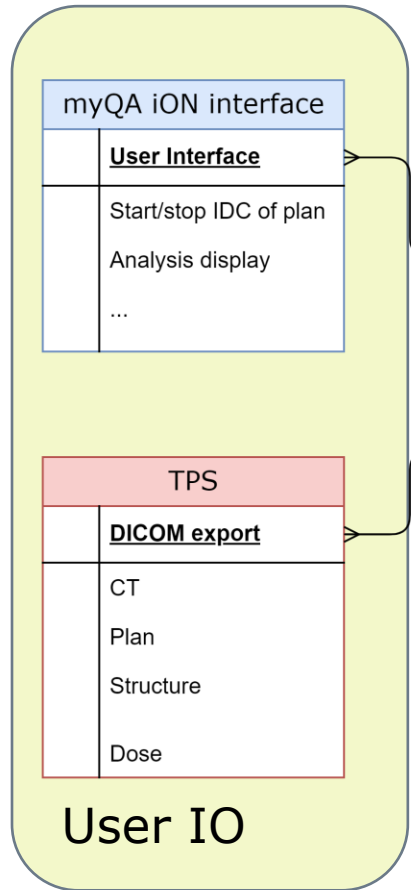 myQA iON interface
User Interface
Start/stop IDC of plan
Analysis display
...
TPS
DICOM export
CT
Plan
Structure
Dose
User IO